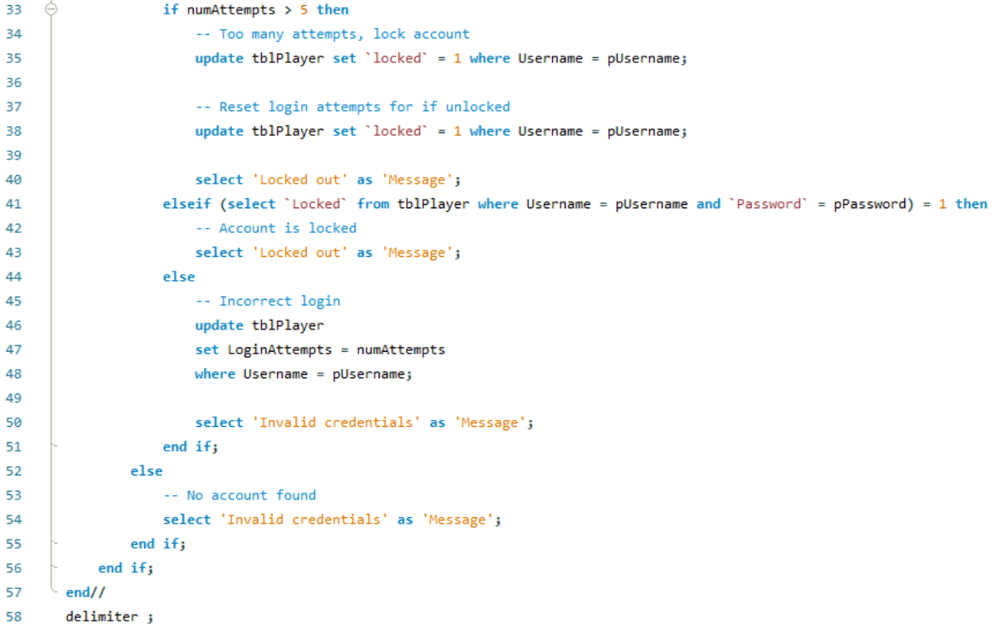 33 if numAttempts > 5 then
34 -- Too many attempts, lock account
35 update tblPlayer set `locked` = 1 where Username = pUsername;
36
37 -- Reset login attempts for if unlocked
38 update tblPlayer set `locked` = 1 where Username = pUsername;
39
40 select 'Locked out' as 'Message';
41 elseif (select `Locked` from tblPlayer where Username = pUsername and `Password` = pPassword) = 1 then
42 -- Account is locked
43 select 'Locked out' as 'Message';
44 else
45 -- Incorrect login
46 update tblPlayer
47 set LoginAttempts = numAttempts
48 where Username = pUsername;
49
50 select 'Invalid credentials' as 'Message';
51 end if;
52 else
53 -- No account found
54 select 'Invalid credentials' as 'Message';
55 end if;
56 end if;
57 end//
58 delimiter ;